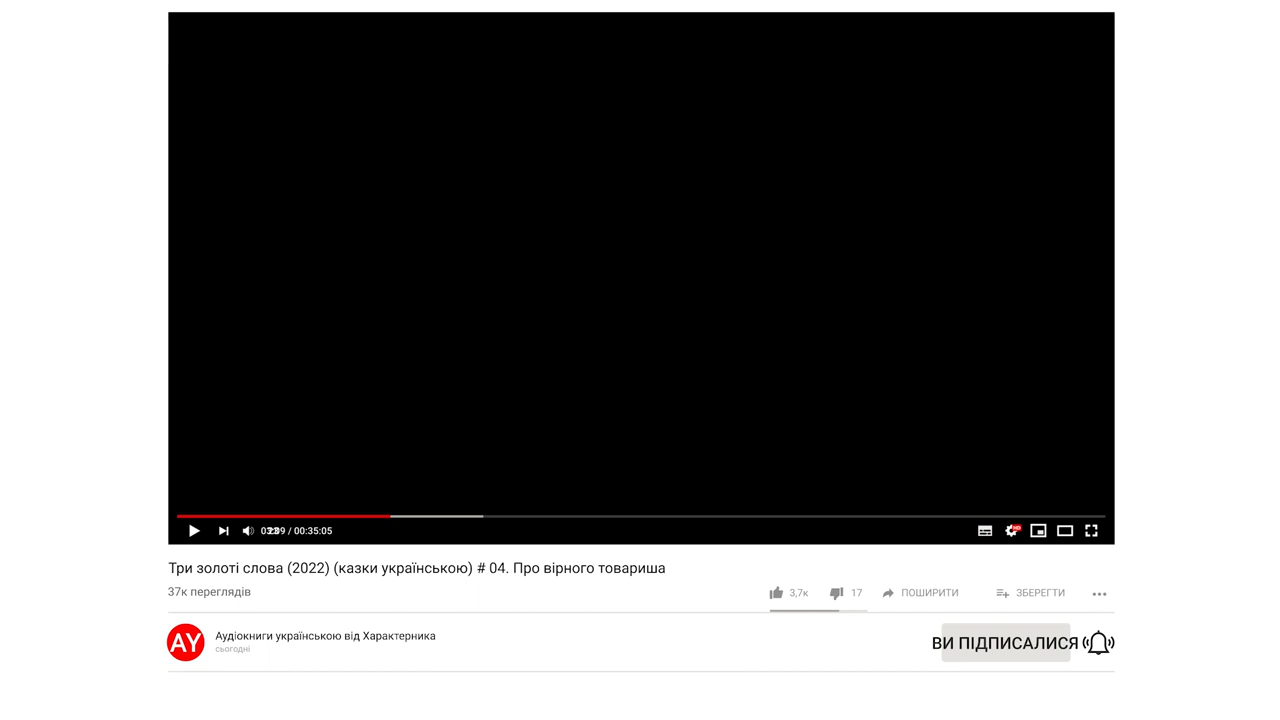 / 00:35:05
Три золоті слова (2022) (казки українською) # 04. Про вірного товариша
37к переглядів
3,7к
17
ПОШИРИТИ
ЗБЕРЕГТИ
АУ
Аудіокниги українською від Характерника
сьогодні
ВИ ПІДПИСАЛИСЯ